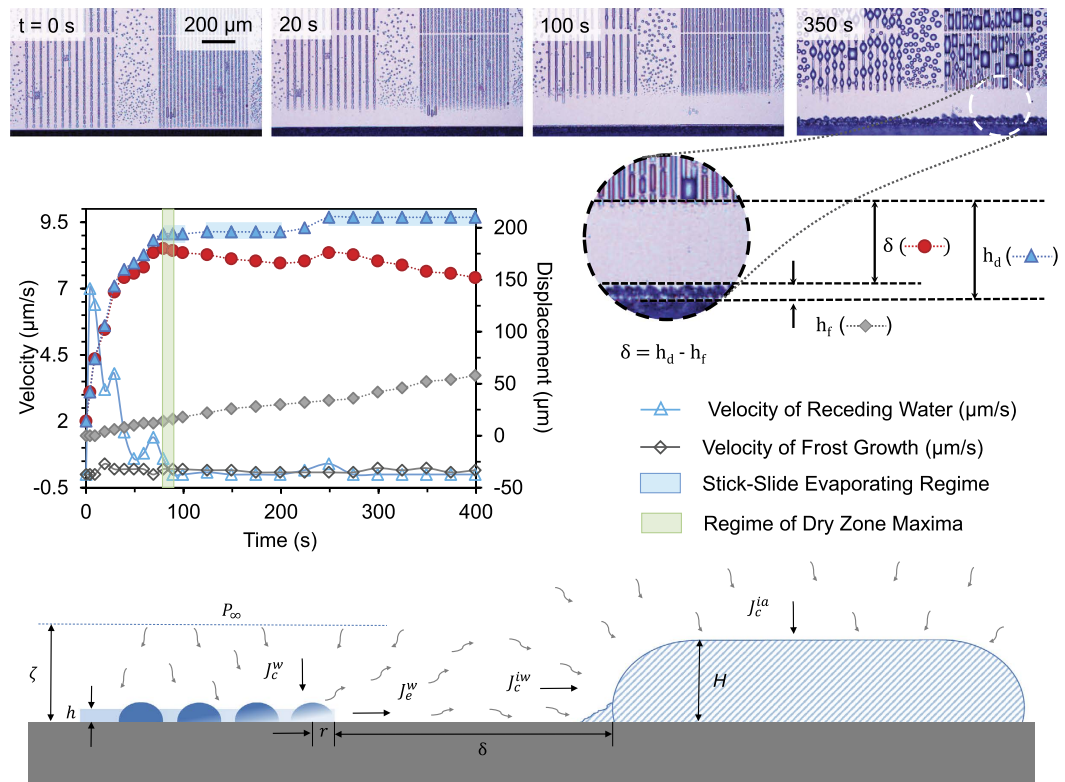 t = 0 s
200 μm
20 s
100 s
350 s
9.5
7
4.5
2
-0.5
Velocity (μm/s)
200
150
100
50
0
-50
Displacement (μm)
0
100
200
300
400
Time (s)
δ
h_d
h_f
δ = h_d - h_f
Velocity of Receding Water (μm/s)
Velocity of Frost Growth (μm/s)
Stick-Slide Evaporating Regime
Regime of Dry Zone Maxima
P_∞
ζ
h
J_c^w
r
J_e^w
J_c^iw
δ
J_c^ia
H